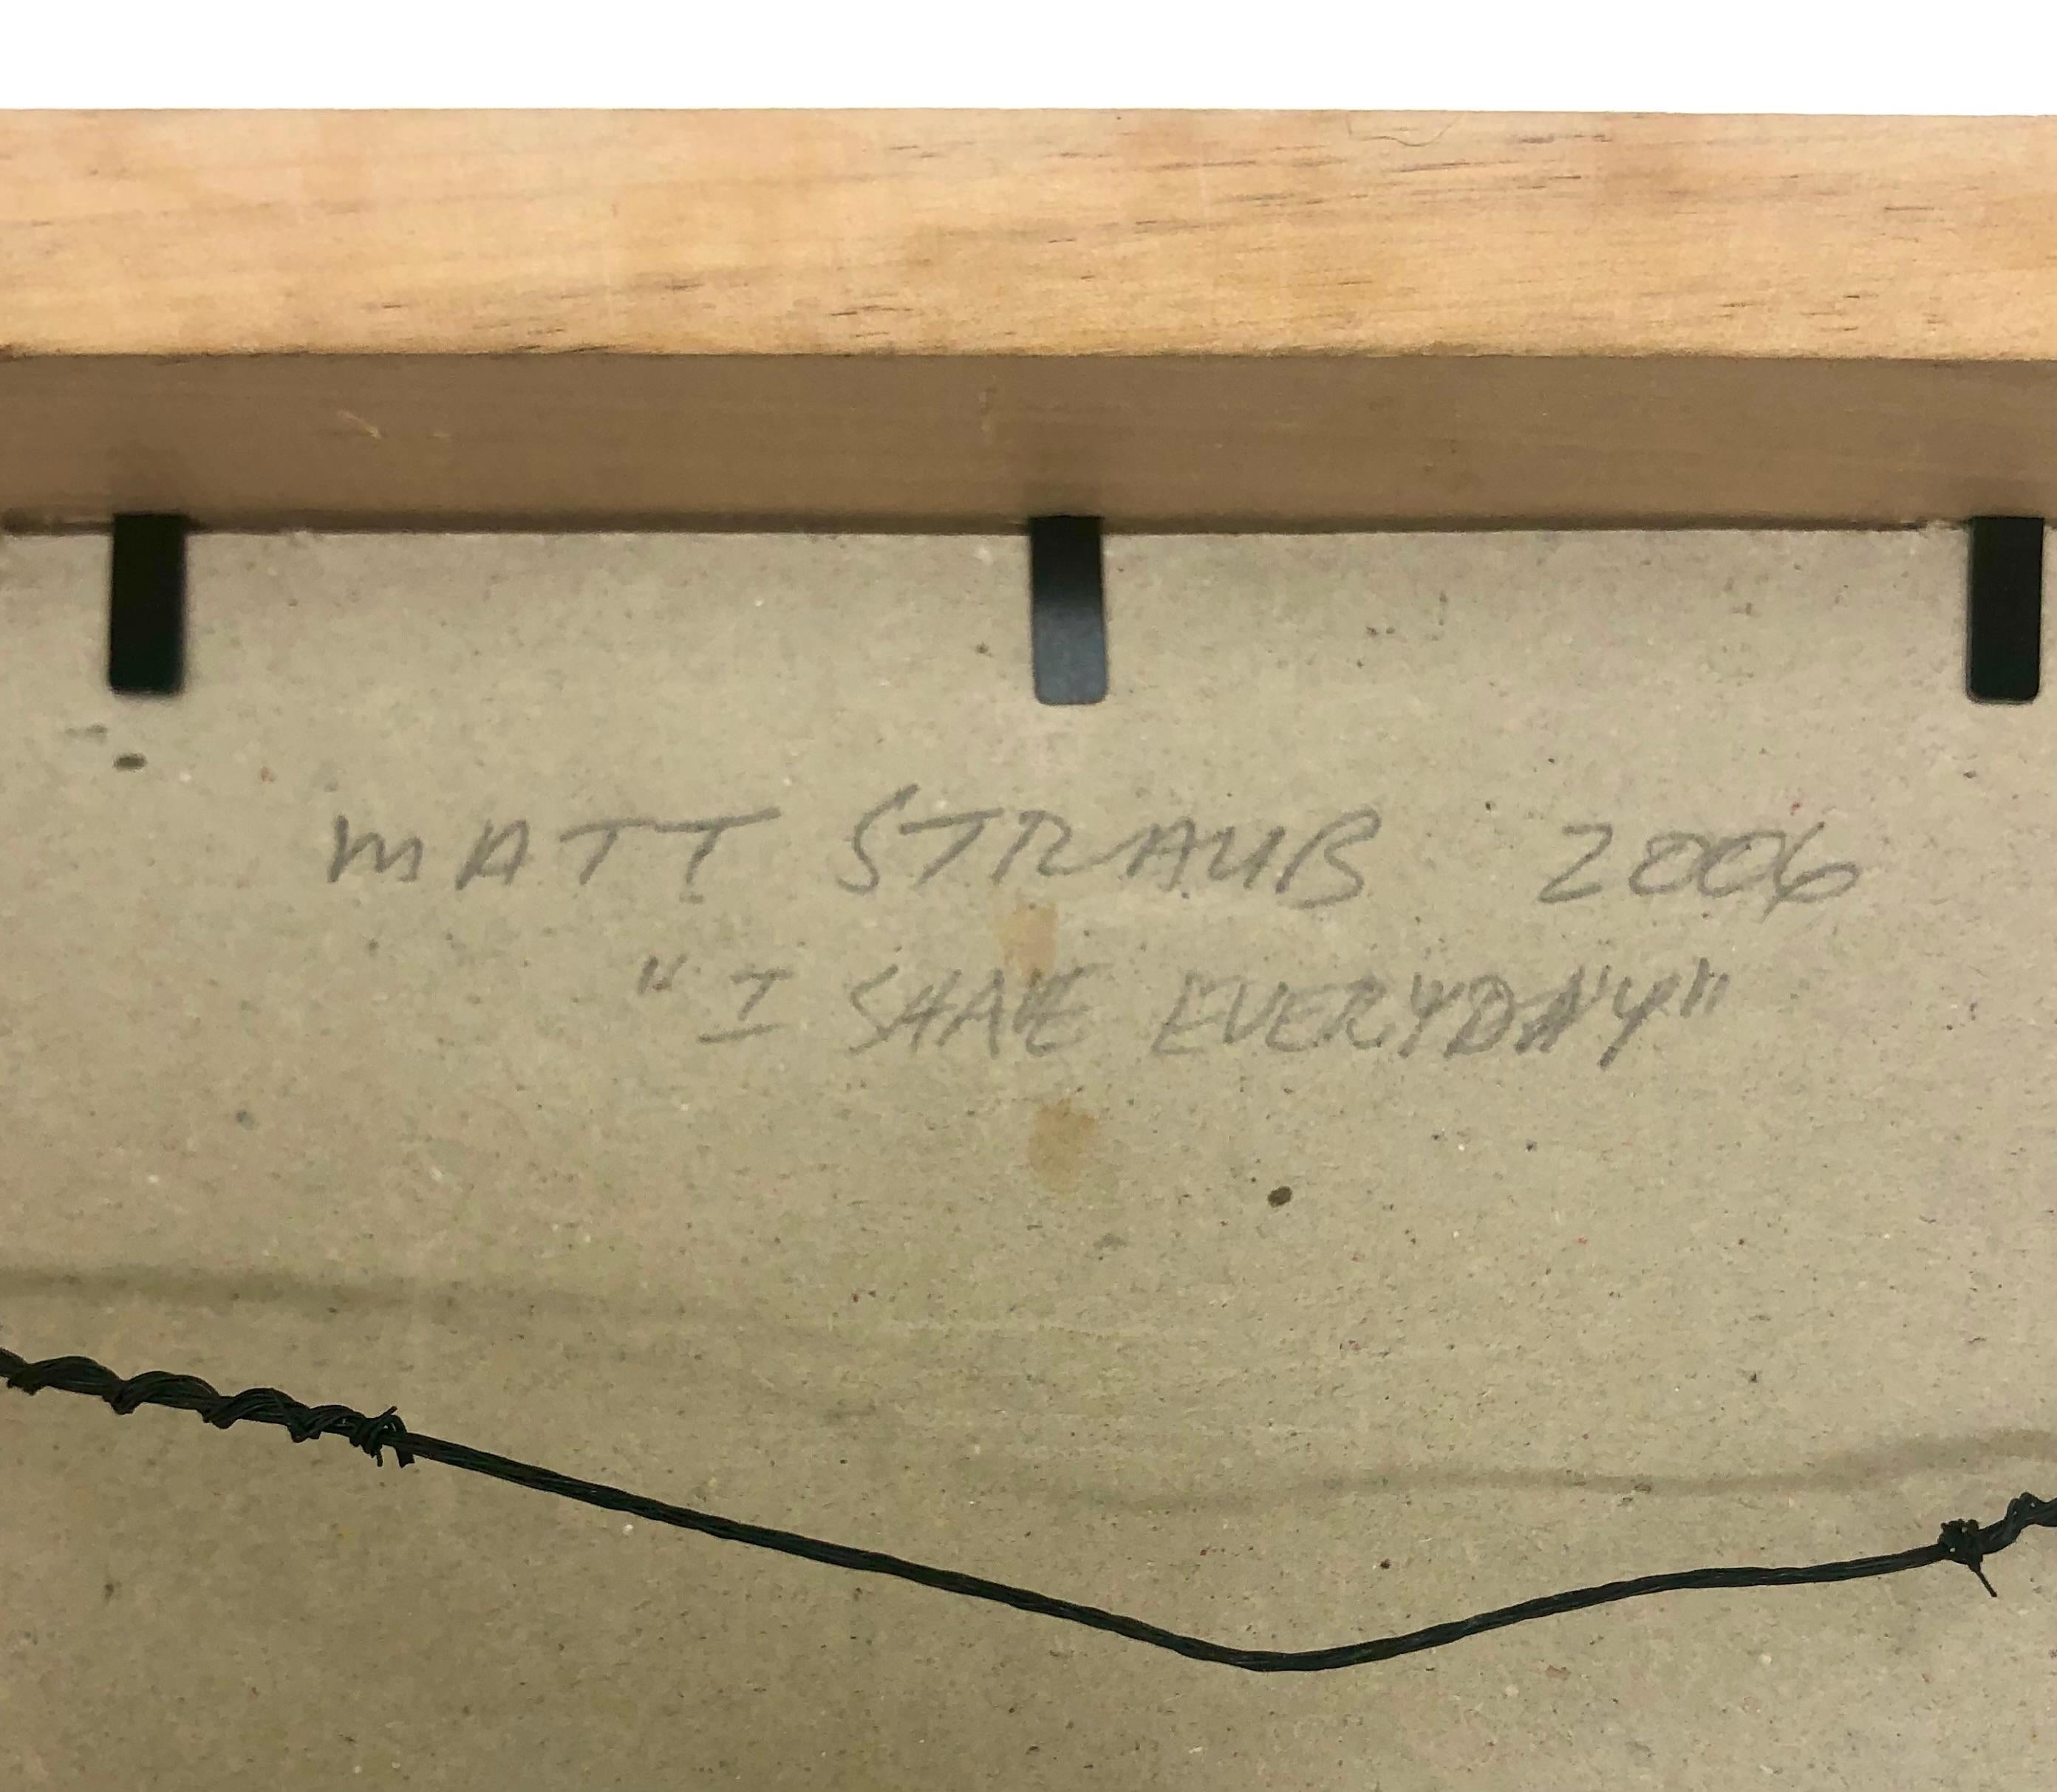 MATT STRAUB 2006
"I SHAVE EVERYDAY"